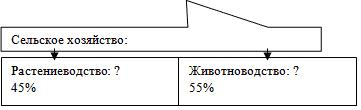 Сельское хозяйство:
Растениеводство: ?
45%
Животноводство: ?
55%